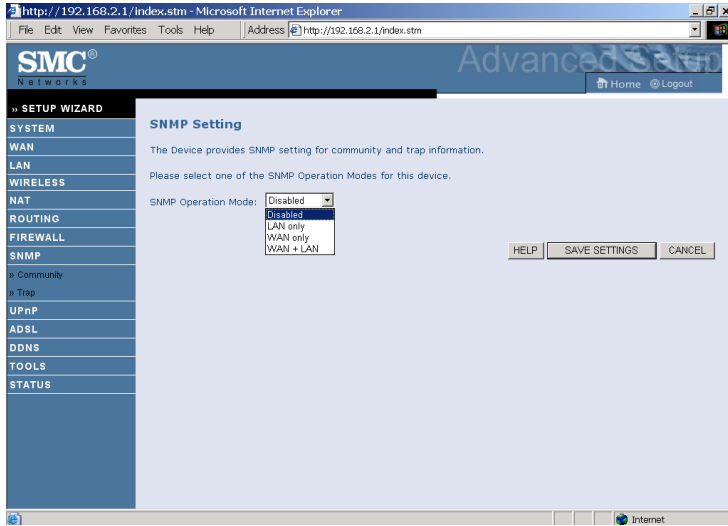 http://192.168.2.1/index.stm - Microsoft Internet Explorer
File Edit View Favorites Tools Help Address http://192.168.2.1/index.stm
SMC®
Networks
Advanced Setup
Home Logout
» SETUP WIZARD
SYSTEM
WAN
LAN
WIRELESS
NAT
ROUTING
FIREWALL
SNMP
» Community
» Trap
UPnP
ADSL
DDNS
TOOLS
STATUS
SNMP Setting
The Device provides SNMP setting for community and trap information.
Please select one of the SNMP Operation Modes for this device.
SNMP Operation Mode: Disabled
Disabled
LAN only
WAN only
WAN + LAN
HELP SAVE SETTINGS CANCEL
Internet